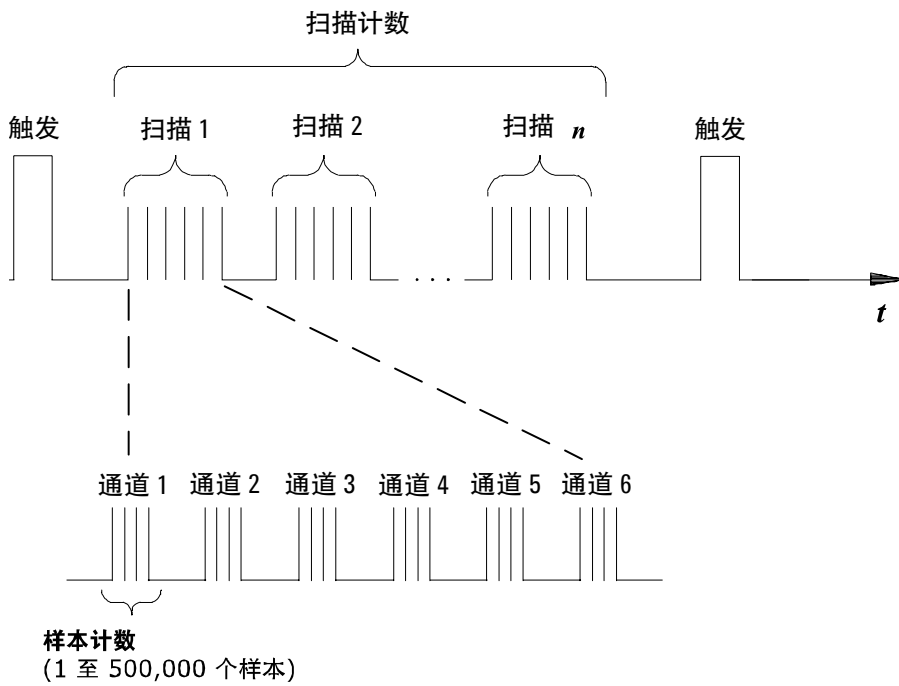 扫描计数
触发
扫描 1
扫描 2
扫描 n
触发
. . .
t
通道 1
通道 2
通道 3
通道 4
通道 5
通道 6
样本计数
(1 至 500,000 个样本)